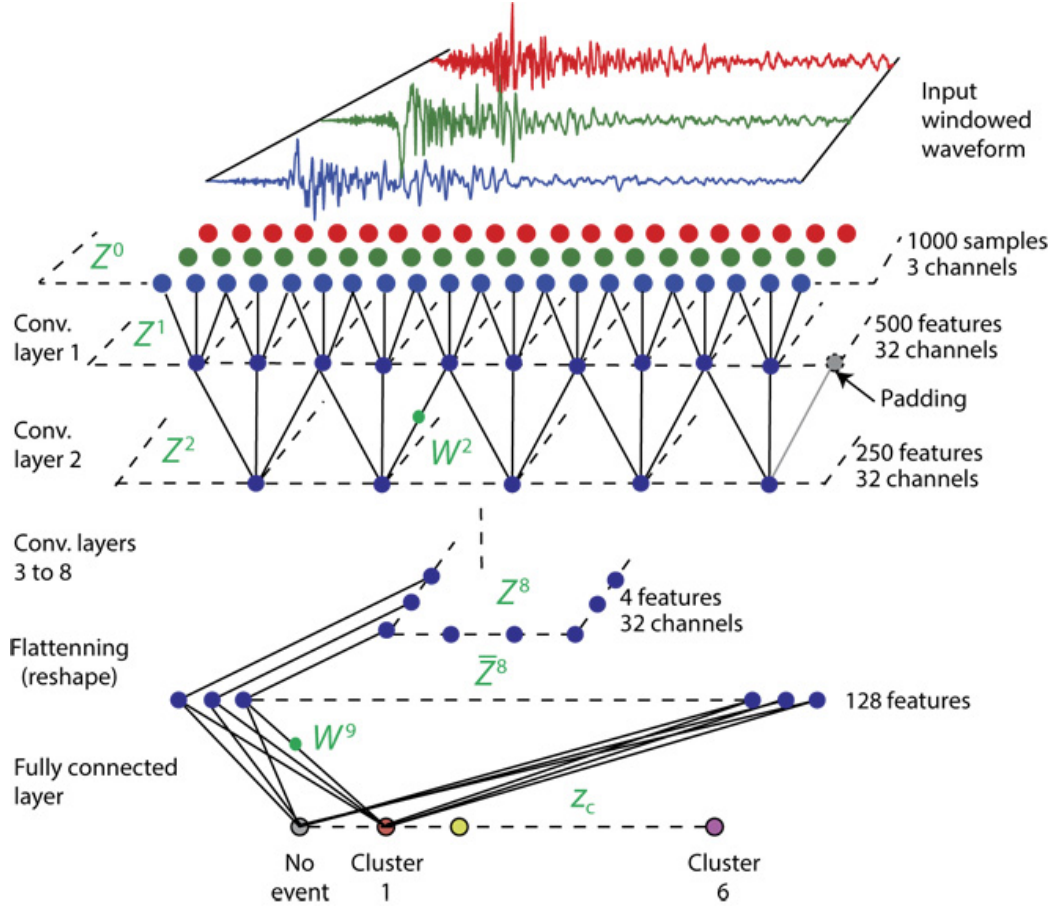 Input
windowed
waveform
Z⁰
1000 samples
3 channels
Conv.
layer 1
Z¹
500 features
32 channels
Padding
Conv.
layer 2
Z²
W²
250 features
32 channels
Conv. layers
3 to 8
Z⁸
4 features
32 channels
Flattenning
(reshape)
Z̅⁸
128 features
W⁹
Fully connected
layer
z_c
No
event
Cluster
1
Cluster
6